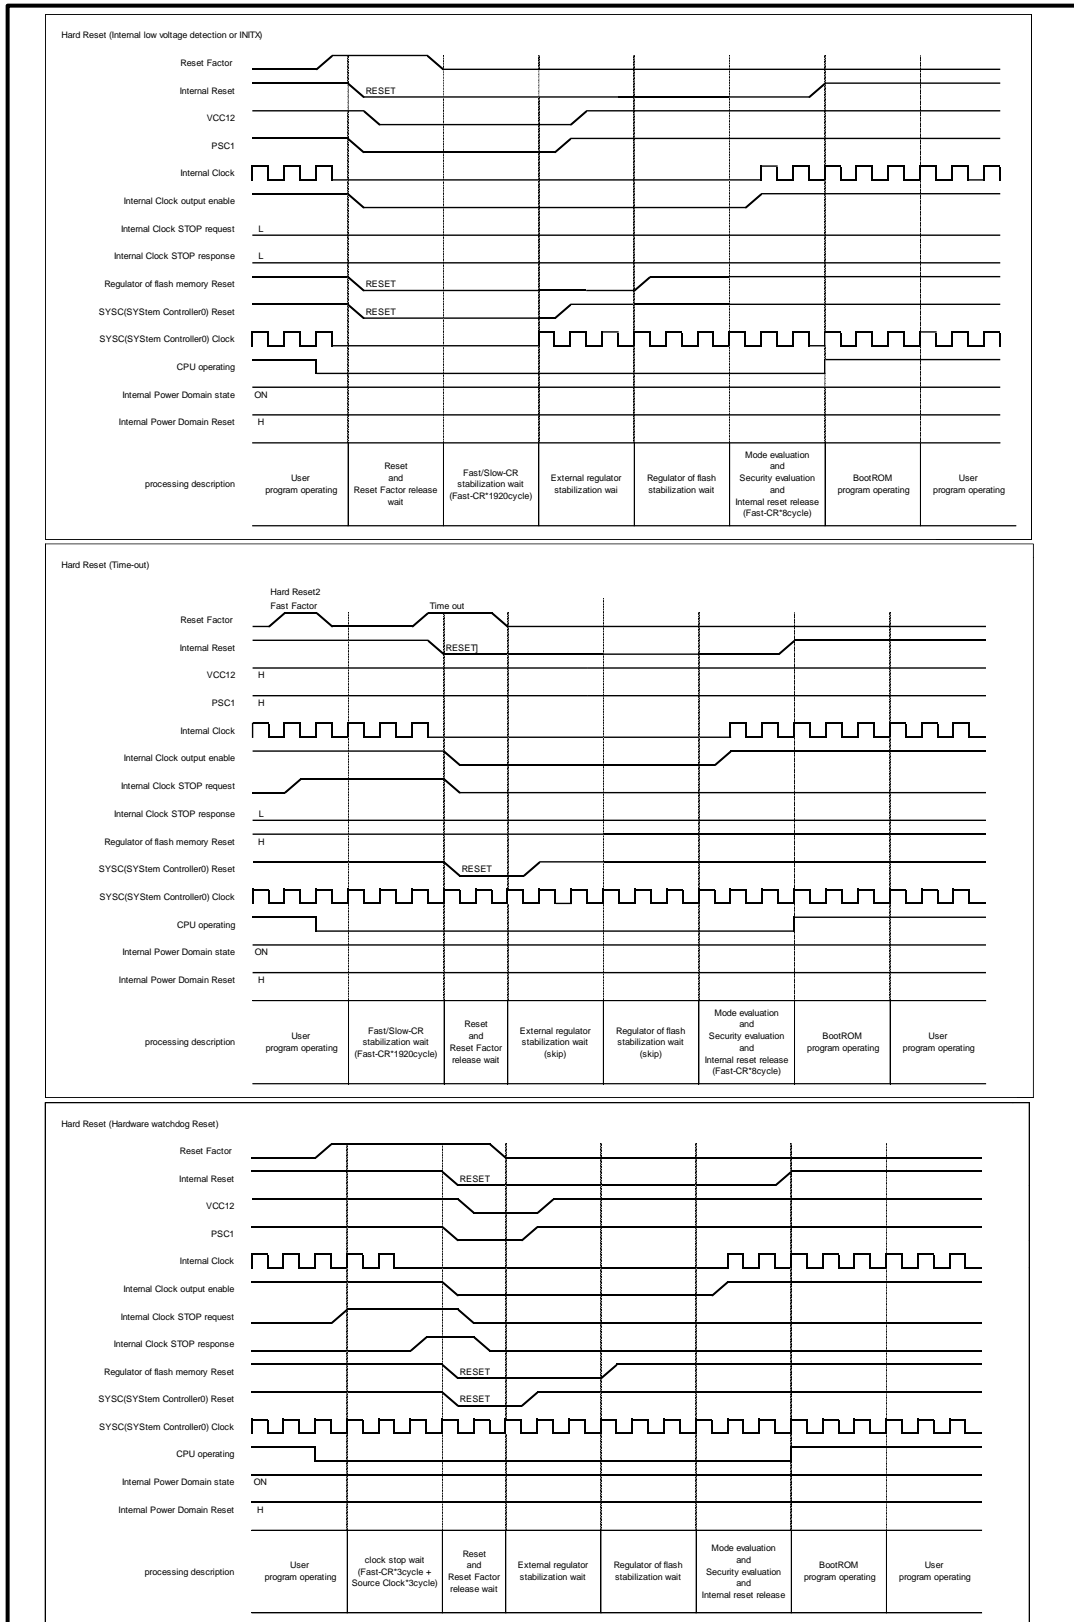 Hard Reset (Internal low voltage detection or INITX)
Reset Factor
Internal Reset RESET
VCC12
PSC1
Internal Clock
Internal Clock output enable
Internal Clock STOP request L
Internal Clock STOP response L
Regulator of flash memory Reset RESET
SYSC(SYStem Controller0) Reset RESET
SYSC(SYStem Controller0) Clock
CPU operating
Internal Power Domain state ON
Internal Power Domain Reset H
processing description
User
program operating
Reset
and
Reset Factor release
wait
Fast/Slow-CR
stabilization wait
(Fast-CR*1920cycle)
External regulator
stabilization wai
Regulator of flash
stabilization wait
Mode evaluation
and
Security evaluation
and
Internal reset release
(Fast-CR*8cycle)
BootROM
program operating
User
program operating
Hard Reset (Time-out)
Hard Reset2
Fast Factor Time out
Reset Factor
Internal Reset RESET]
VCC12 H
PSC1 H
Internal Clock
Internal Clock output enable
Internal Clock STOP request
Internal Clock STOP response L
Regulator of flash memory Reset H
SYSC(SYStem Controller0) Reset RESET
SYSC(SYStem Controller0) Clock
CPU operating
Internal Power Domain state ON
Internal Power Domain Reset H
processing description
User
program operating
Fast/Slow-CR
stabilization wait
(Fast-CR*1920cycle)
Reset
and
Reset Factor
release wait
External regulator
stabilization wait
(skip)
Regulator of flash
stabilization wait
(skip)
Mode evaluation
and
Security evaluation
and
Internal reset release
(Fast-CR*8cycle)
BootROM
program operating
User
program operating
Hard Reset (Hardware watchdog Reset)
Reset Factor
Internal Reset RESET
VCC12
PSC1
Internal Clock
Internal Clock output enable
Internal Clock STOP request
Internal Clock STOP response
Regulator of flash memory Reset RESET
SYSC(SYStem Controller0) Reset RESET
SYSC(SYStem Controller0) Clock
CPU operating
Internal Power Domain state ON
Internal Power Domain Reset H
processing description
User
program operating
clock stop wait
(Fast-CR*3cycle +
Source Clock*3cycle)
Reset
and
Reset Factor
release wait
External regulator
stabilization wait
Regulator of flash
stabilization wait
Mode evaluation
and
Security evaluation
and
Internal reset release
BootROM
program operating
User
program operating